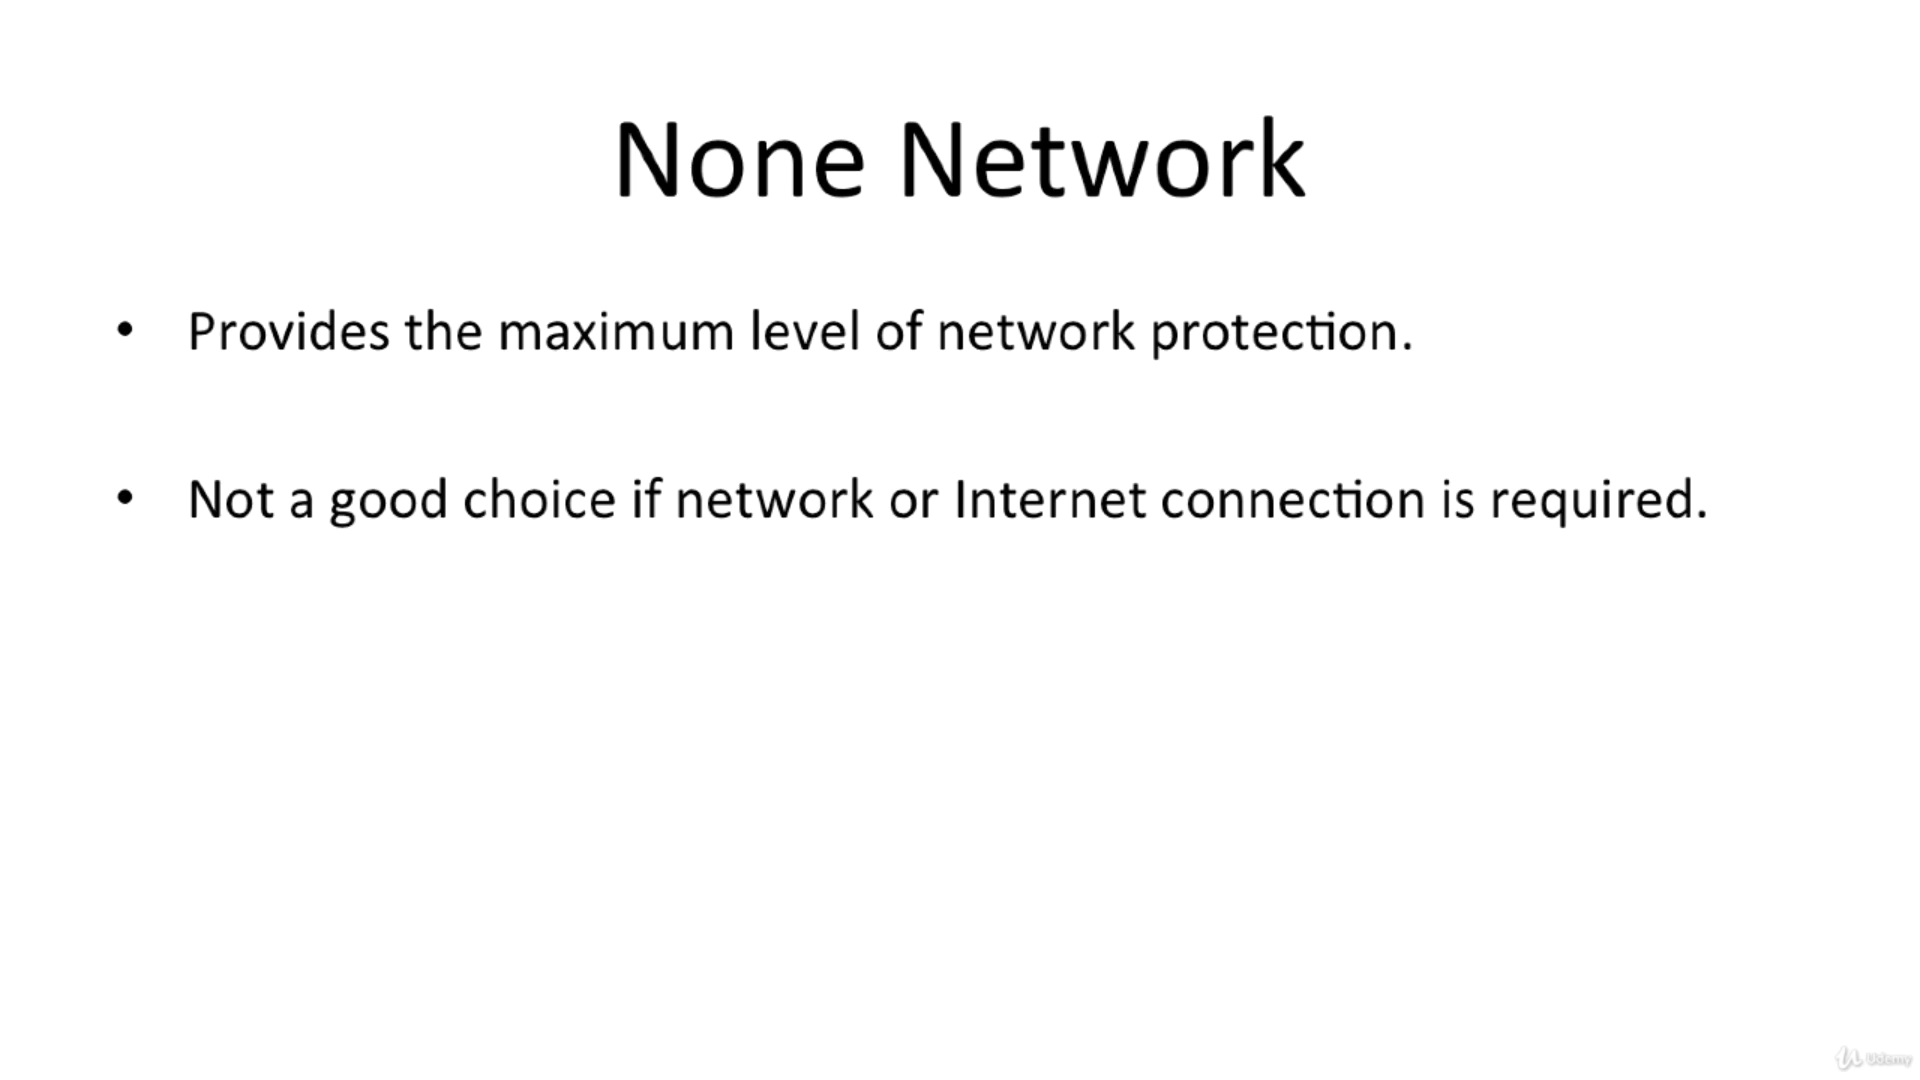 None Network
• Provides the maximum level of network protection.
• Not a good choice if network or Internet connection is required.
Udemy